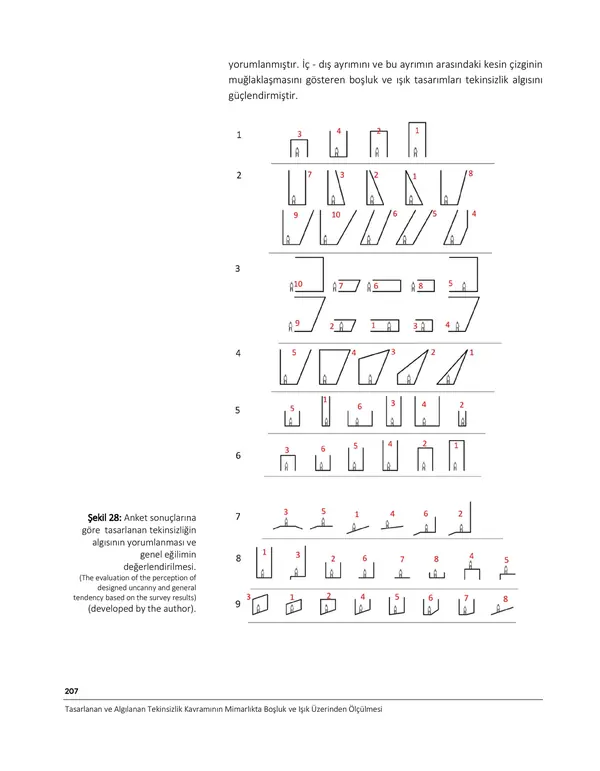 yorumlanmıştır. İç - dış ayrımını ve bu ayrımın arasındaki kesin çizginin
muğlaklaşmasını gösteren boşluk ve ışık tasarımları tekinsizlik algısını
güçlendirmiştir.
1
3 4 2 1
2
7 3 2 1 8
9 10 6 5 4
3
10 7 6 8 5
9 2 1 3 4
4
5 4 3 2 1
5
5 1 6 3 4 2
6
3 6 5 4 2 1
7
3 5 1 4 6 2
8
1 3 2 6 7 8 4 5
9
3 1 2 4 5 6 7 8
Şekil 28: Anket sonuçlarına
göre tasarlanan tekinsizliğin
algısının yorumlanması ve
genel eğilimin
değerlendirilmesi.
(The evaluation of the perception of
designed uncanny and general
tendency based on the survey results)
(developed by the author).
207
Tasarlanan ve Algılanan Tekinsizlik Kavramının Mimarlıkta Boşluk ve Işık Üzerinden Ölçülmesi